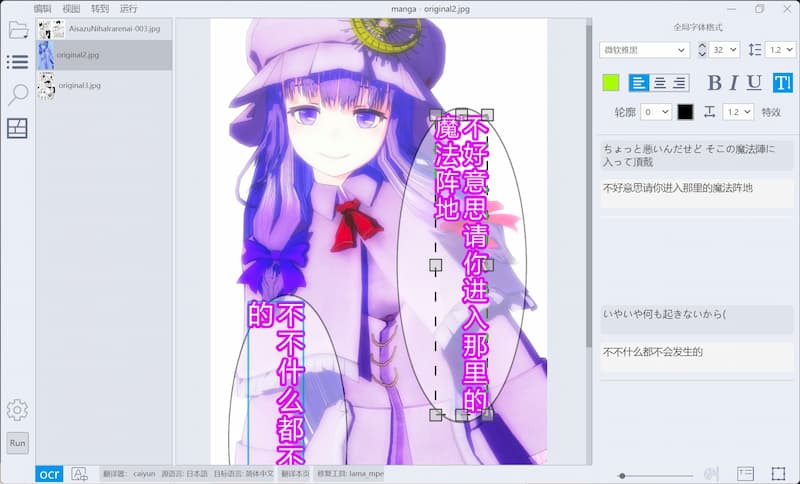 编辑 视图 转到 运行
manga - original2.jpg
AisazuNihaIrarenai-003.jpg
original2.jpg
original3.jpg
不好意思请你进入那里的
魔法阵地
不不什么都不
的
全局字体格式
微软雅黑 32 1.2
B I U T
轮廓 0 1.2 特效
ちょっと悪いんだせど そこの魔法陣に
入って頂戴
不好意思请你进入那里的魔法阵地
いやいや何も起きないから(
不不什么都不会发生的
Run
ocr
翻译器: caiyun 源语言: 日本語 目标语言: 简体中文 翻译本页 修复工具: lama_mpe